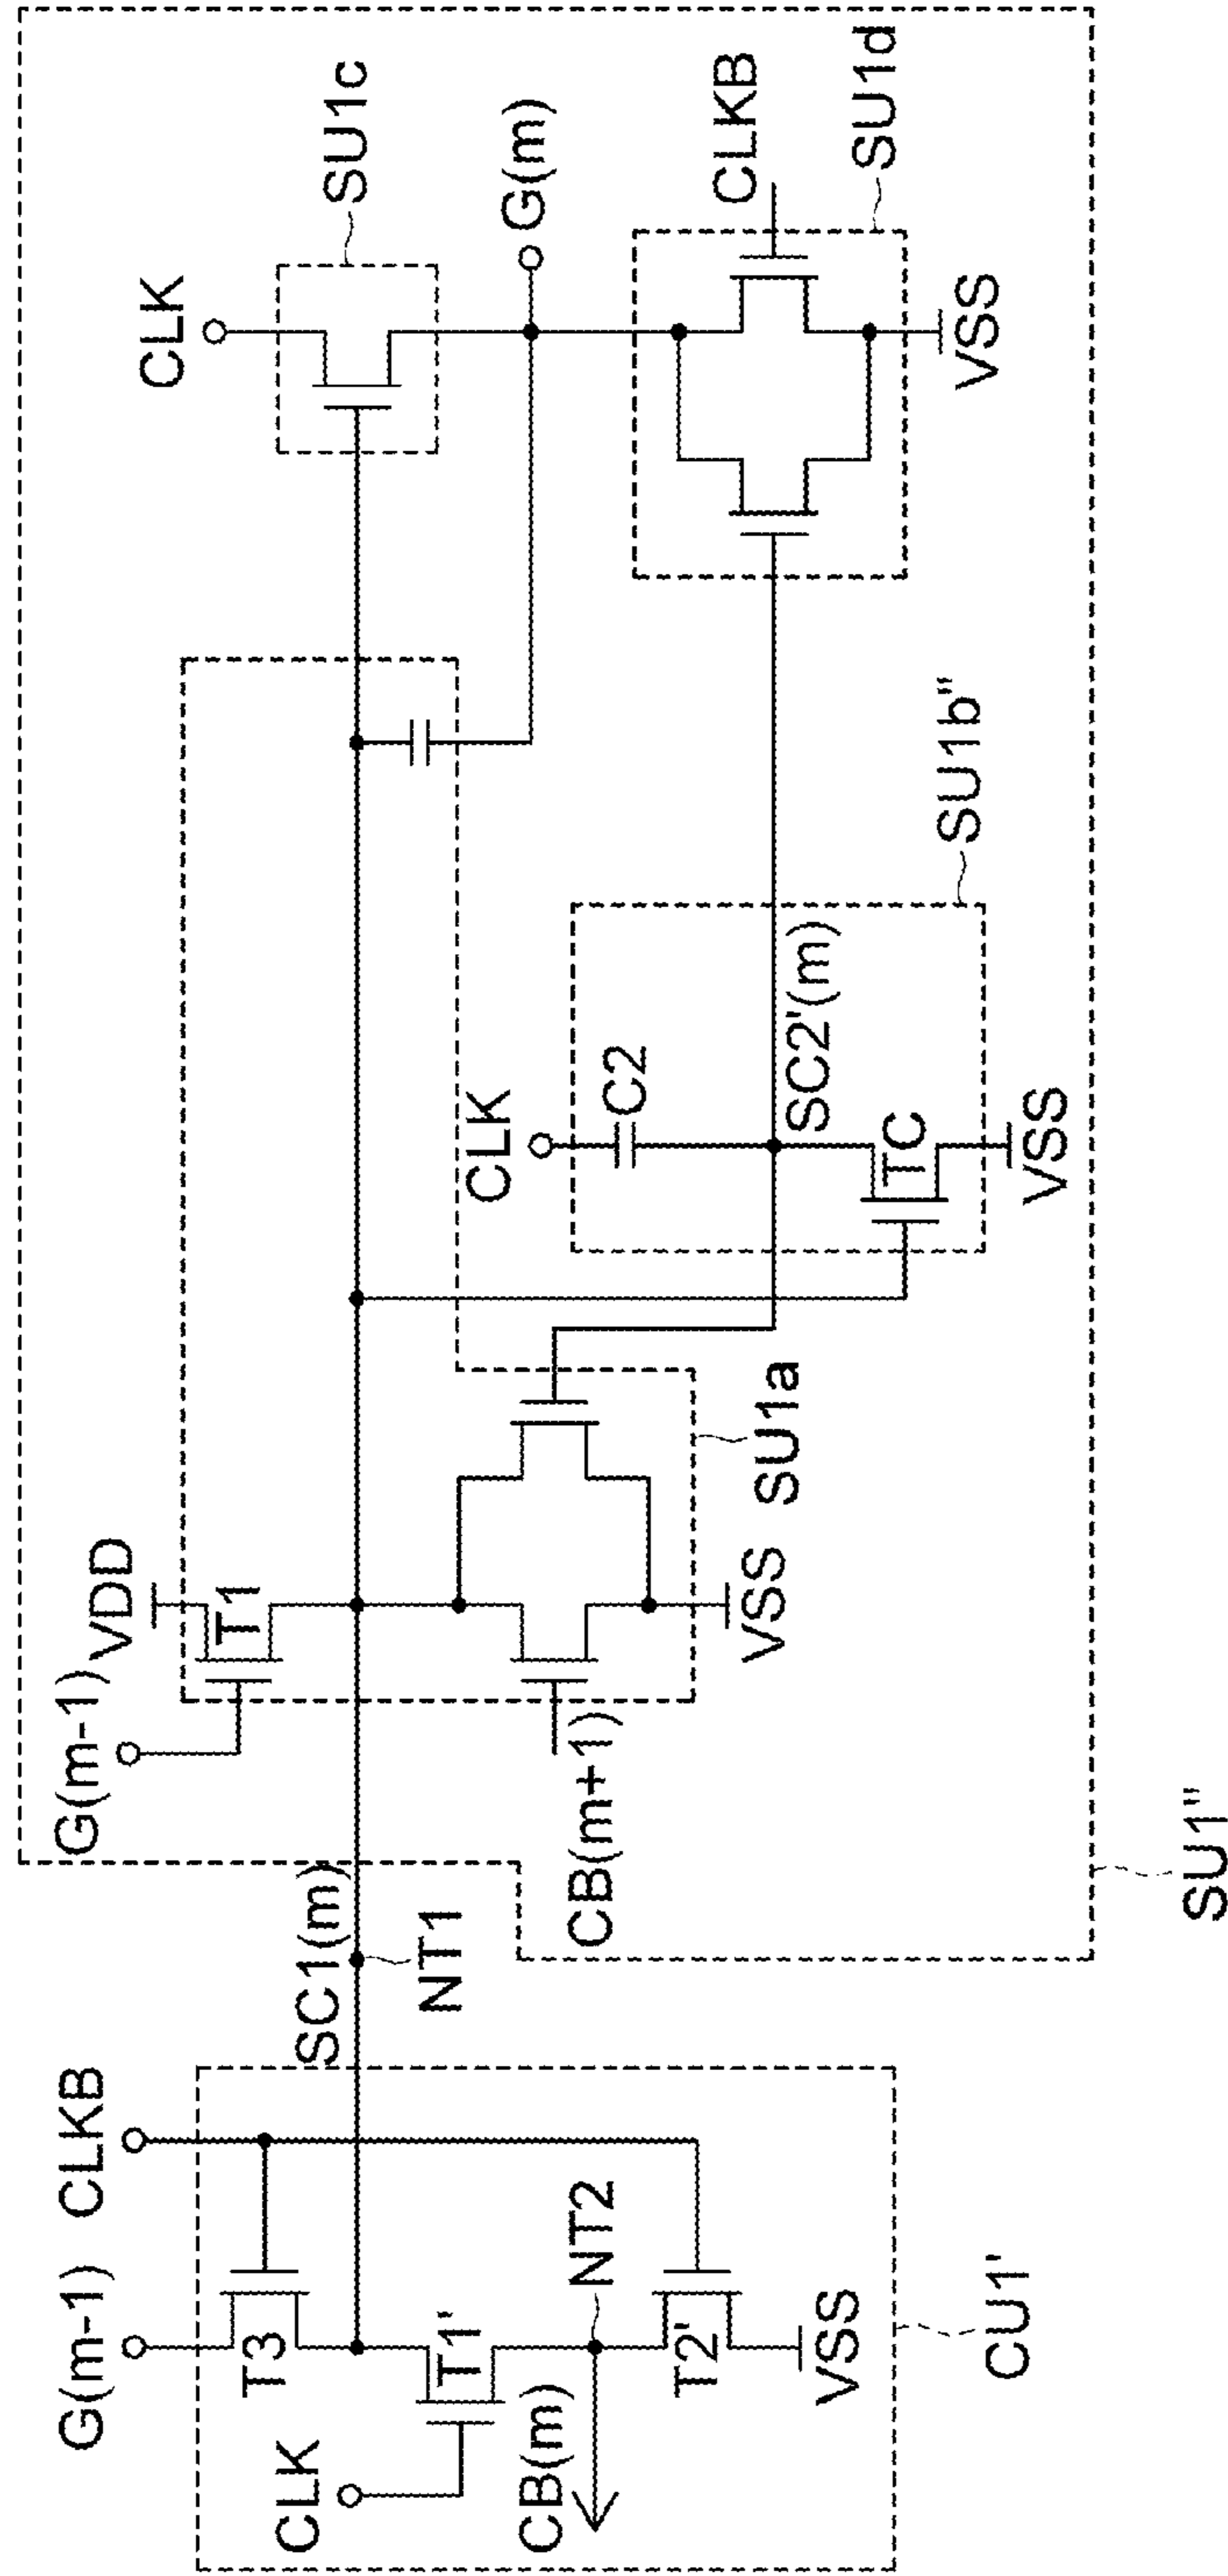 G(m-1)
CLKB
T3
CLK
T1'
CB(m)
NT2
T2'
VSS
CU1'
SC1(m)
NT1
G(m-1)
VDD
T1
CB(m+1)
VSS
SU1a
CLK
C2
SC2'(m)
TC
VSS
SU1b"
CLK
SU1c
G(m)
CLKB
SU1d
VSS
SU1"